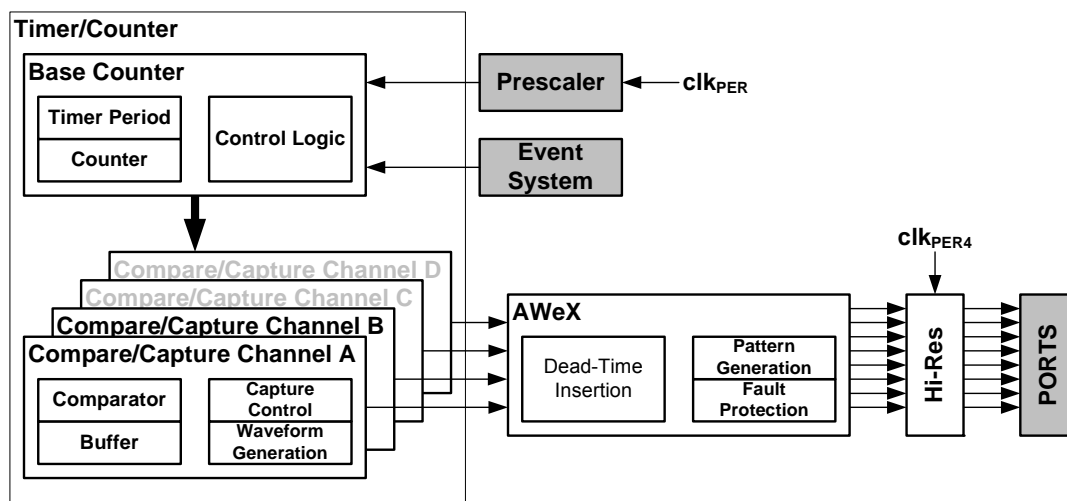 Timer/Counter
Base Counter
Timer Period
Counter
Control Logic
Prescaler
clkPER
Event
System
Compare/Capture Channel D
Compare/Capture Channel C
Compare/Capture Channel B
Compare/Capture Channel A
Comparator
Buffer
Capture
Control
Waveform
Generation
AWeX
Dead-Time
Insertion
Pattern
Generation
Fault
Protection
clkPER4
Hi-Res
PORTS